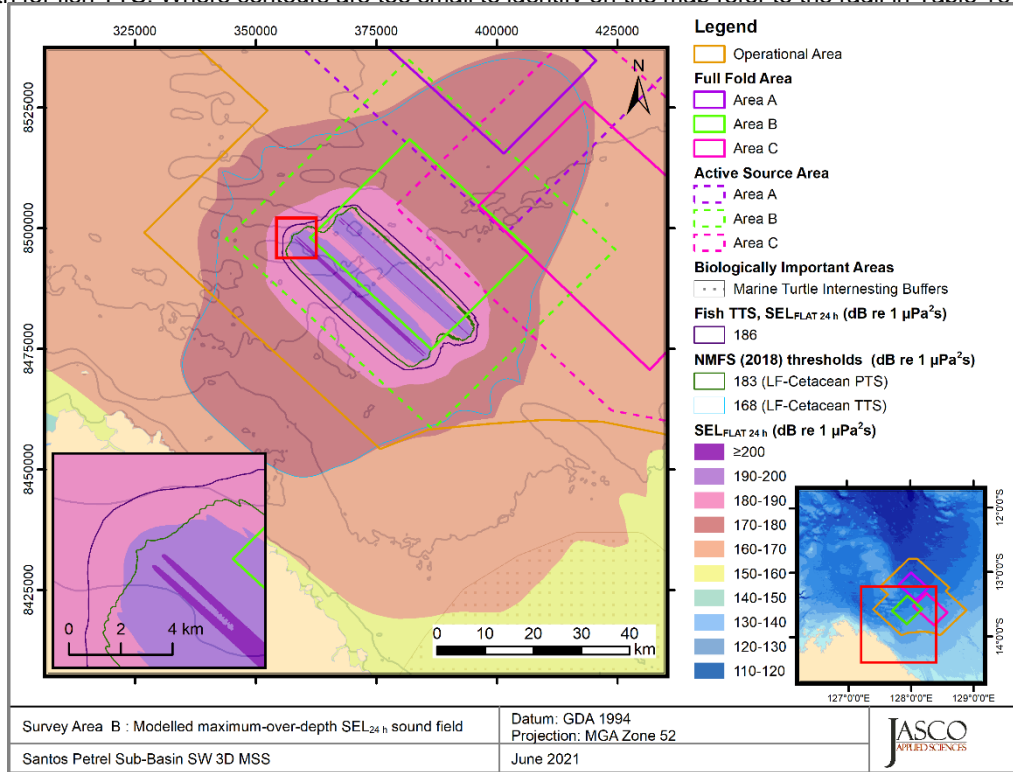 325000 350000 375000 400000 425000
8525000
8500000
8475000
8450000
8425000
N
0 2 4 km
0 10 20 30 40
km
Legend
Operational Area
Full Fold Area
Area A
Area B
Area C
Active Source Area
Area A
Area B
Area C
Biologically Important Areas
Marine Turtle Internesting Buffers
Fish TTS, SELFLAT 24 h (dB re 1 µPa²s)
186
NMFS (2018) thresholds (dB re 1 µPa²s)
183 (LF-Cetacean PTS)
168 (LF-Cetacean TTS)
SELFLAT 24 h (dB re 1 µPa²s)
≥200
190-200
180-190
170-180
160-170
150-160
140-150
130-140
120-130
110-120
12°0'0"S
13°0'0"S
14°0'0"S
127°0'0"E 128°0'0"E 129°0'0"E
Survey Area B : Modelled maximum-over-depth SEL24 h sound field
Datum: GDA 1994
Projection: MGA Zone 52
Santos Petrel Sub-Basin SW 3D MSS
June 2021
JASCO
APPLIED SCIENCES